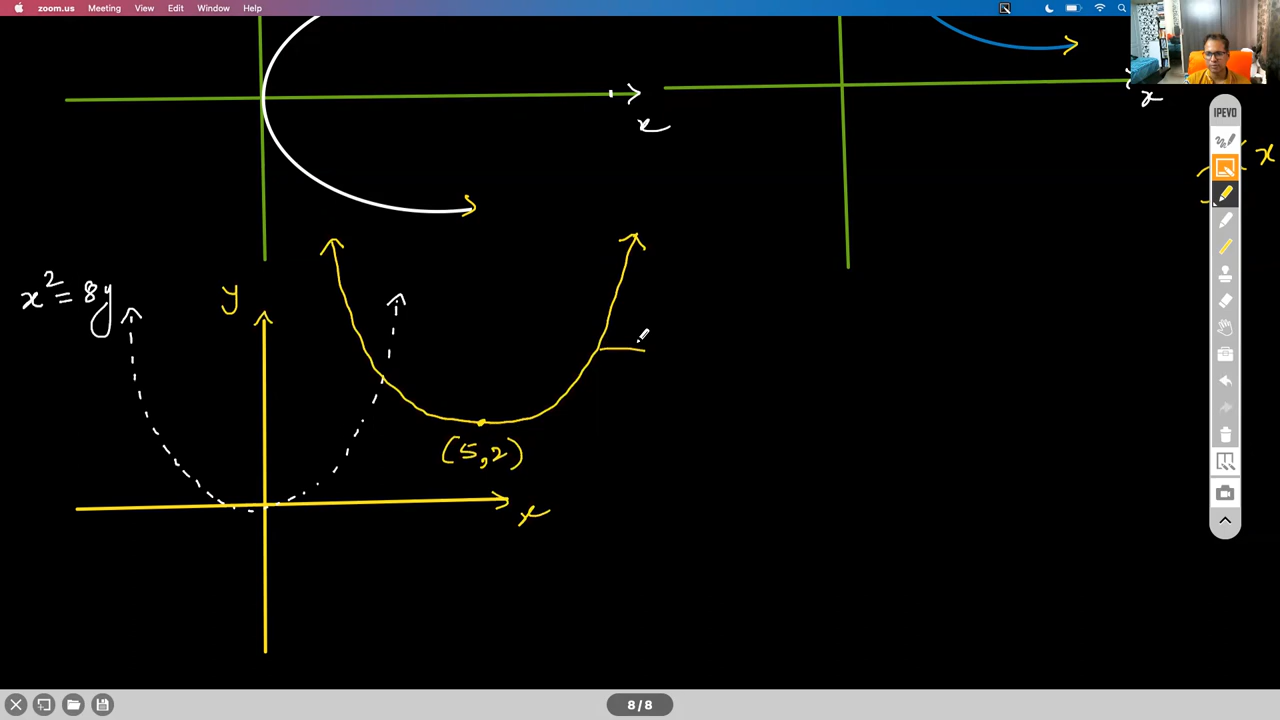 zoom.us Meeting View Edit Window Help
x
x
x
IPEVO
x² = 8y
y
(5,2)
x
8/8